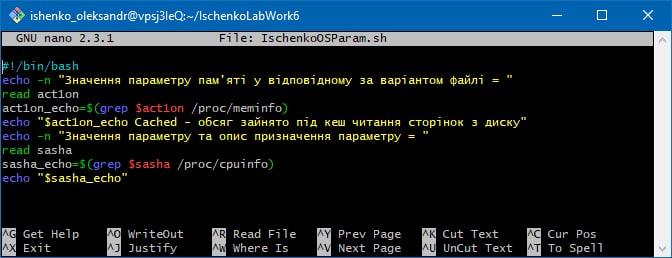 ishenko_oleksandr@vpsj3IeQ:~/IschenkoLabWork6
GNU nano 2.3.1 File: IschenkoOSParam.sh
#!/bin/bash
echo -n "Значення параметру пам'яті у відповідному за варіантом файлі = "
read act1on
act1on_echo=$(grep $act1on /proc/meminfo)
echo "$act1on_echo Cached - обсяг зайнято під кеш читання сторінок з диску"
echo -n "Значення параметру та опис призначення параметру = "
read sasha
sasha_echo=$(grep $sasha /proc/cpuinfo)
echo "$sasha_echo"
^G Get Help ^O WriteOut ^R Read File ^Y Prev Page ^K Cut Text ^C Cur Pos
^X Exit ^J Justify ^W Where Is ^V Next Page ^U UnCut Text ^T To Spell